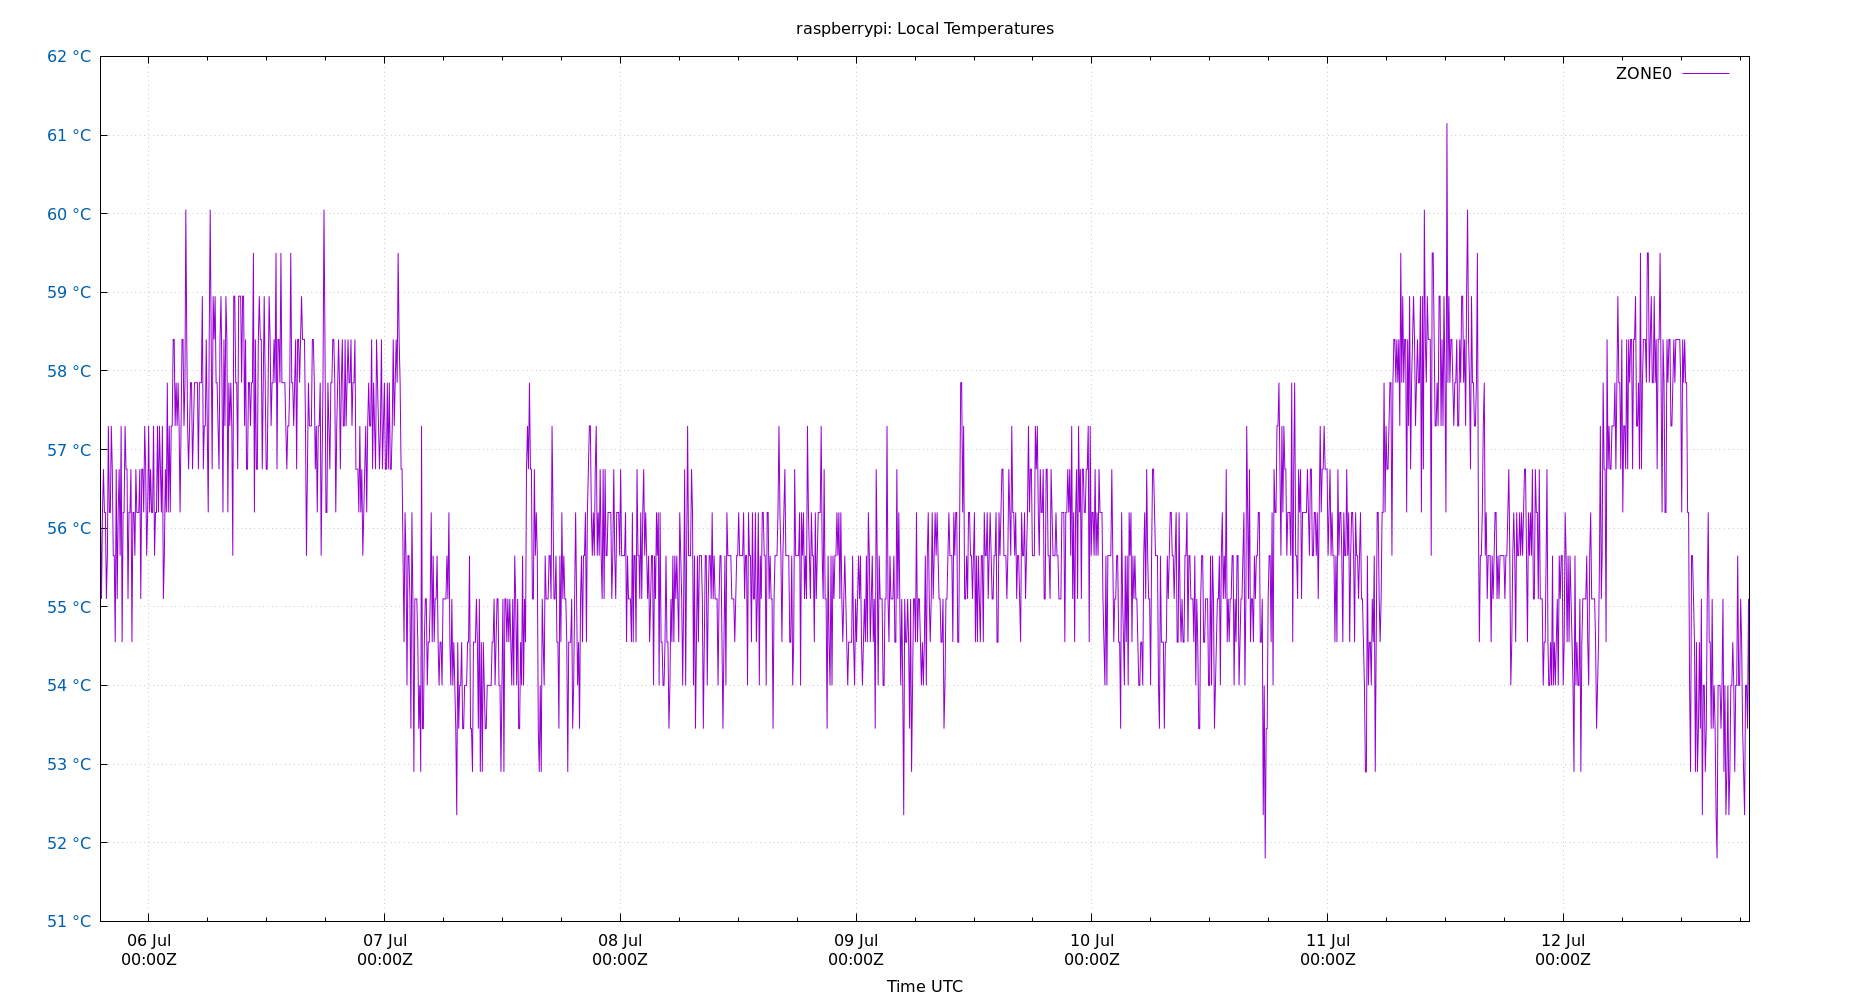 raspberrypi: Local Temperatures
62 °C
ZONE0
61 °C
60 °C
59 °C
58 °C
57 °C
56 °C
55 °C
54 °C
53 °C
52 °C
51 °C
06 Jul 07 Jul 08 Jul 09 Jul 10 Jul 11 Jul 12 Jul
00:00Z 00:00Z 00:00Z 00:00Z 00:00Z 00:00Z 00:00Z
Time UTC